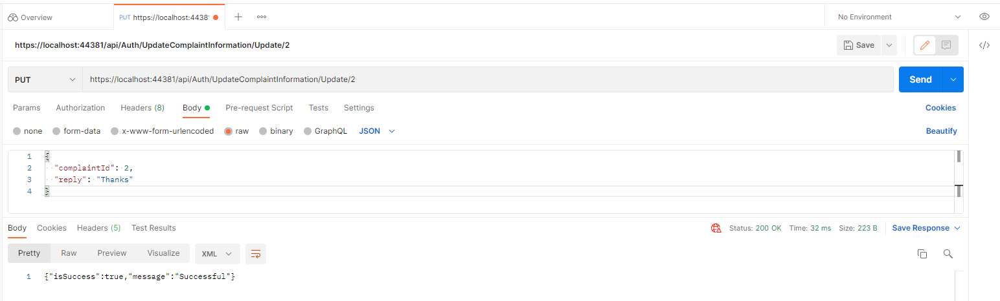 Overview
PUT https://localhost:4438
No Environment
https://localhost:44381/api/Auth/UpdateComplaintInformation/Update/2
Save
PUT
https://localhost:44381/api/Auth/UpdateComplaintInformation/Update/2
Send
Params Authorization Headers (8) Body Pre-request Script Tests Settings Cookies
none form-data x-www-form-urlencoded raw binary GraphQL JSON Beautify
1 {
2 "complaintId": 2,
3 "reply": "Thanks"
4 }
Body Cookies Headers (5) Test Results Status: 200 OK Time: 32 ms Size: 223 B Save Response
Pretty Raw Preview Visualize XML
1 {"isSuccess":true,"message":"Successful"}